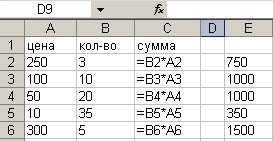 D9 fx
A B C D E
1 цена кол-во сумма
2 250 3 =B2*A2 750
3 100 10 =B3*A3 1000
4 50 20 =B4*A4 1000
5 10 35 =B5*A5 350
6 300 5 =B6*A6 1500